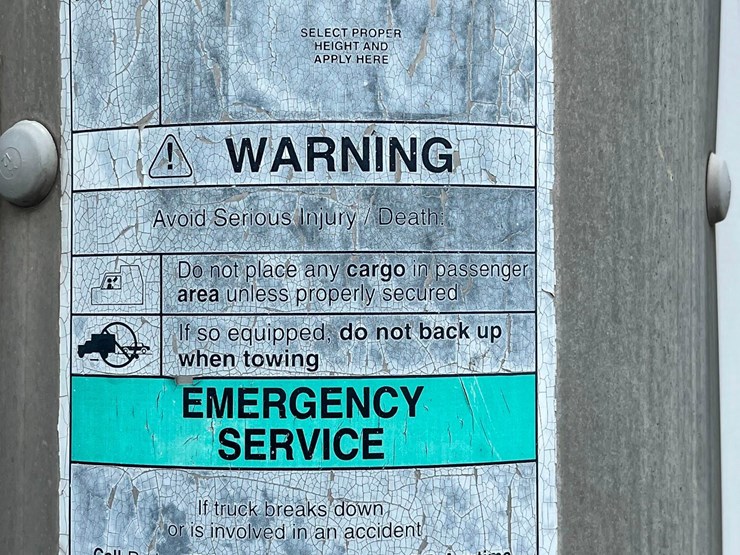 SELECT PROPER
HEIGHT AND
APPLY HERE
WARNING
Avoid Serious Injury / Death:
Do not place any cargo in passenger
area unless properly secured
If so equipped, do not back up
when towing
EMERGENCY
SERVICE
If truck breaks down
or is involved in an accident
Call